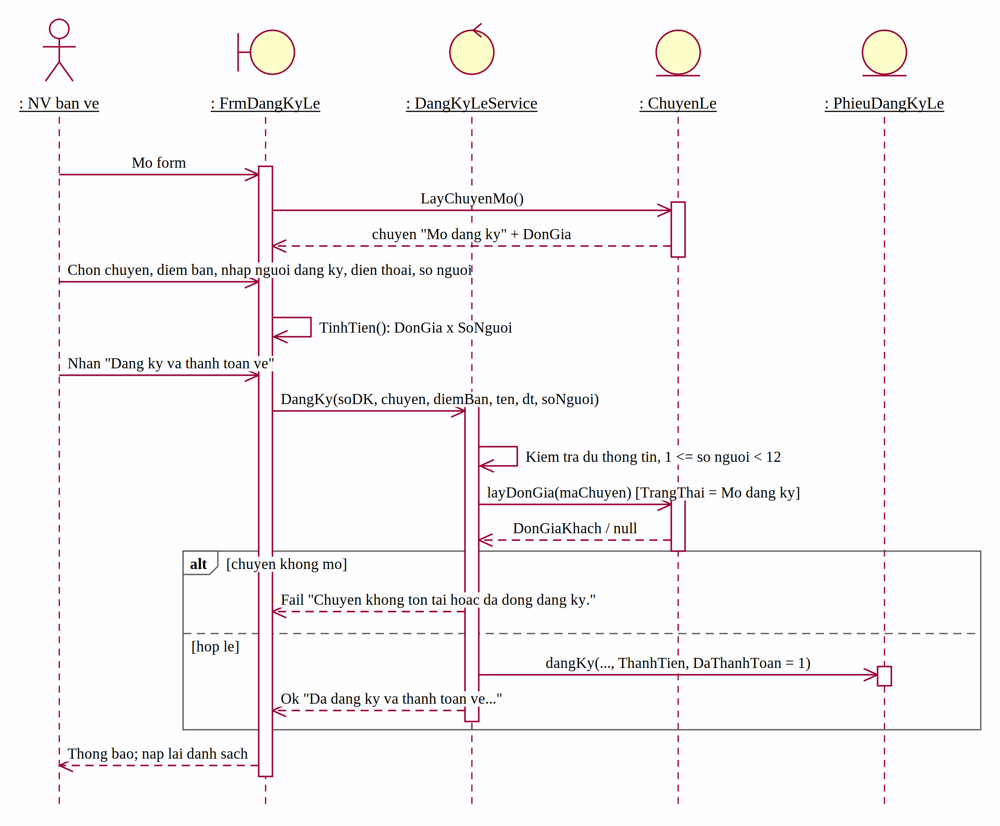 : NV ban ve
: FrmDangKyLe
: DangKyLeService
: ChuyenLe
: PhieuDangKyLe
Mo form
LayChuyenMo()
chuyen "Mo dang ky" + DonGia
Chon chuyen, diem ban, nhap nguoi dang ky, dien thoai, so nguoi
TinhTien(): DonGia x SoNguoi
Nhan "Dang ky va thanh toan ve"
DangKy(soDK, chuyen, diemBan, ten, dt, soNguoi)
Kiem tra du thong tin, 1 <= so nguoi < 12
layDonGia(maChuyen) [TrangThai = Mo dang ky]
DonGiaKhach / null
alt [chuyen khong mo]
Fail "Chuyen khong ton tai hoac da dong dang ky."
[hop le]
dangKy(..., ThanhTien, DaThanhToan = 1)
Ok "Da dang ky va thanh toan ve..."
Thong bao; nap lai danh sach